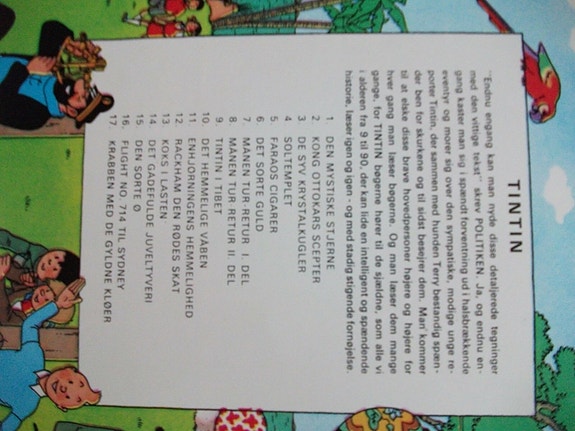 TINTIN
"Endnu engang kan man nyde disse detaljerede tegninger
med den vittige tekst" skrev POLITIKEN. Ja, og endnu en-
gang kaster man sig i spændt forventning ud i halsbrækkende
eventyr og morer sig over den sympatiske, modige unge re-
porter Tintin, der sammen med hunden Terry bestandig spæn-
der ben for skurkene og til sidst besejrer dem. Man kommer
til at elske disse brave hovedpersoner højere og højere for
hver gang man læser bøgerne. Og man læser dem mange
gange, for TINTIN bøgerne hører til de sjældne, som alle vi
i alderen fra 9 til 90, der kan lide en intelligent og spændende
historie, læser igen og igen - og med stadig stigende fornøjelse.
1 DEN MYSTISKE STJERNE
2 KONG OTTOKARS SCEPTER
3 DE SYV KRYSTALKUGLER
4 SOLTEMPLET
5 FARAOS CIGARER
6 DET SORTE GULD
7 MÅNEN TUR-RETUR I. DEL
8 MÅNEN TUR-RETUR II. DEL
9 TINTIN I TIBET
10 DET HEMMELIGE VÅBEN
11 ENHJØRNINGENS HEMMELIGHED
12 RACKHAM DEN RØDES SKAT
13 KOKS I LASTEN
14 DET GÅDEFULDE JUVELTYVERI
15 DEN SORTE Ø
16 FLIGHT NO. 714 TIL SYDNEY
17 KRABBEN MED DE GYLDNE KLØER